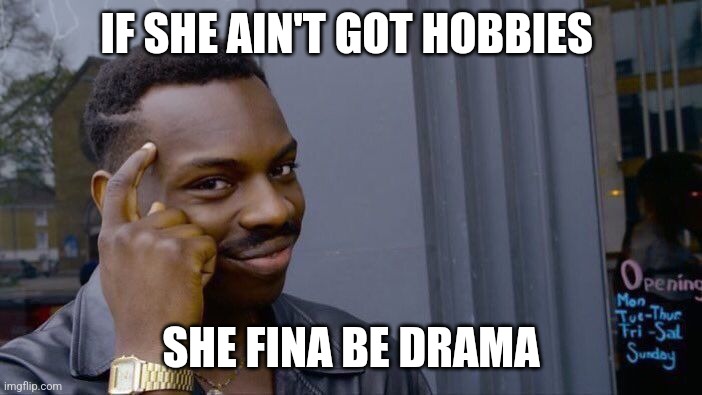 IF SHE AIN'T GOT HOBBIES
Opening
Mon
Tue-Thur
Fri-Sat
Sunday
SHE FINA BE DRAMA
imgflip.com